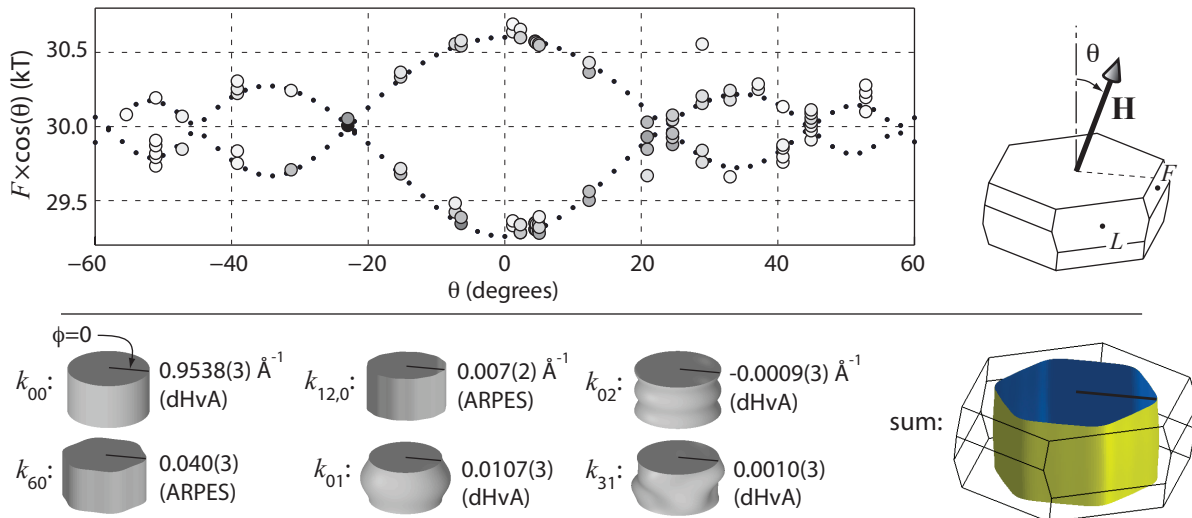 30.5
30.0
29.5
F×cos(θ) (kT)
−60
−40
−20
0
20
40
60
θ (degrees)
θ
H
F
L
ϕ=0
k00:
0.9538(3) Å-1
(dHvA)
k12,0:
0.007(2) Å-1
(ARPES)
k02:
-0.0009(3) Å-1
(dHvA)
k60:
0.040(3)
(ARPES)
k01:
0.0107(3)
(dHvA)
k31:
0.0010(3)
(dHvA)
sum: